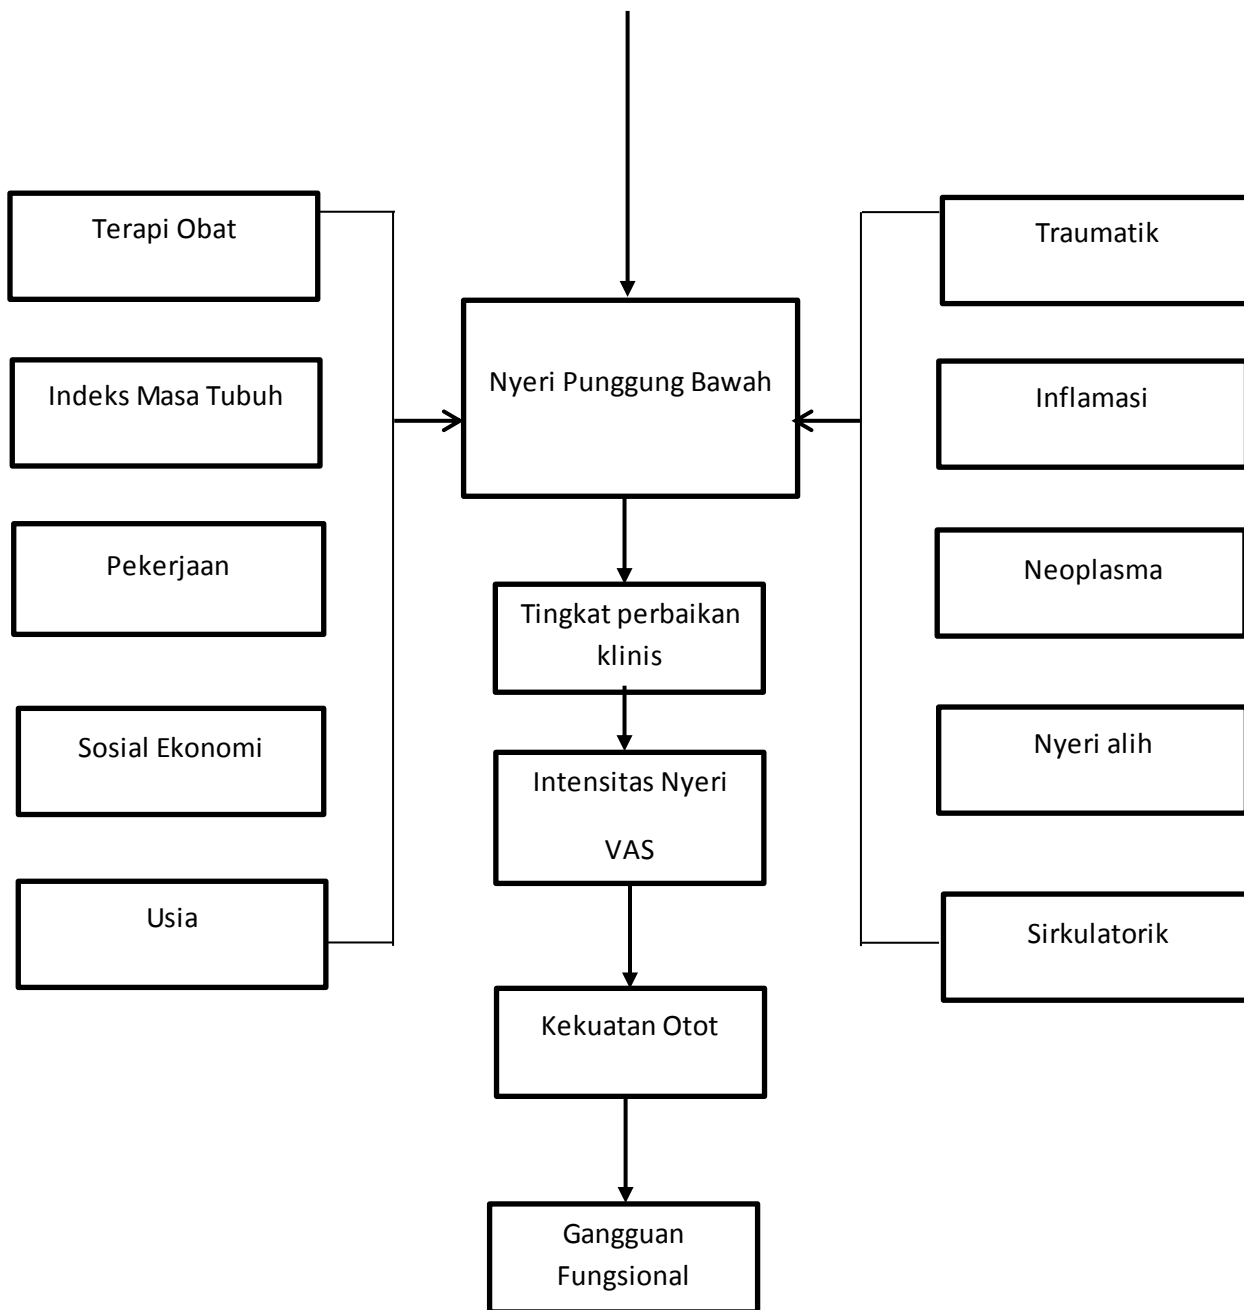 Terapi Obat
Indeks Masa Tubuh
Pekerjaan
Sosial Ekonomi
Usia
Nyeri Punggung Bawah
Tingkat perbaikan
klinis
Intensitas Nyeri
VAS
Kekuatan Otot
Gangguan
Fungsional
Traumatik
Inflamasi
Neoplasma
Nyeri alih
Sirkulatorik